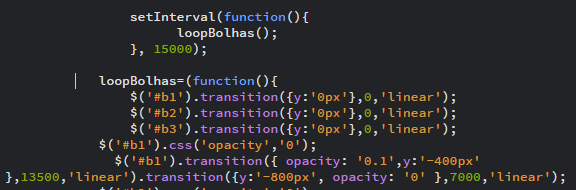 setInterval(function(){
loopBolhas();
}, 15000);
loopBolhas=(function(){
$('#b1').transition({y:'0px'},0,'linear');
$('#b2').transition({y:'0px'},0,'linear');
$('#b3').transition({y:'0px'},0,'linear');
$('#b1').css('opacity','0');
$('#b1').transition({ opacity: '0.1',y:'-400px'
},13500,'linear').transition({y:'-800px', opacity: '0' },7000,'linear');